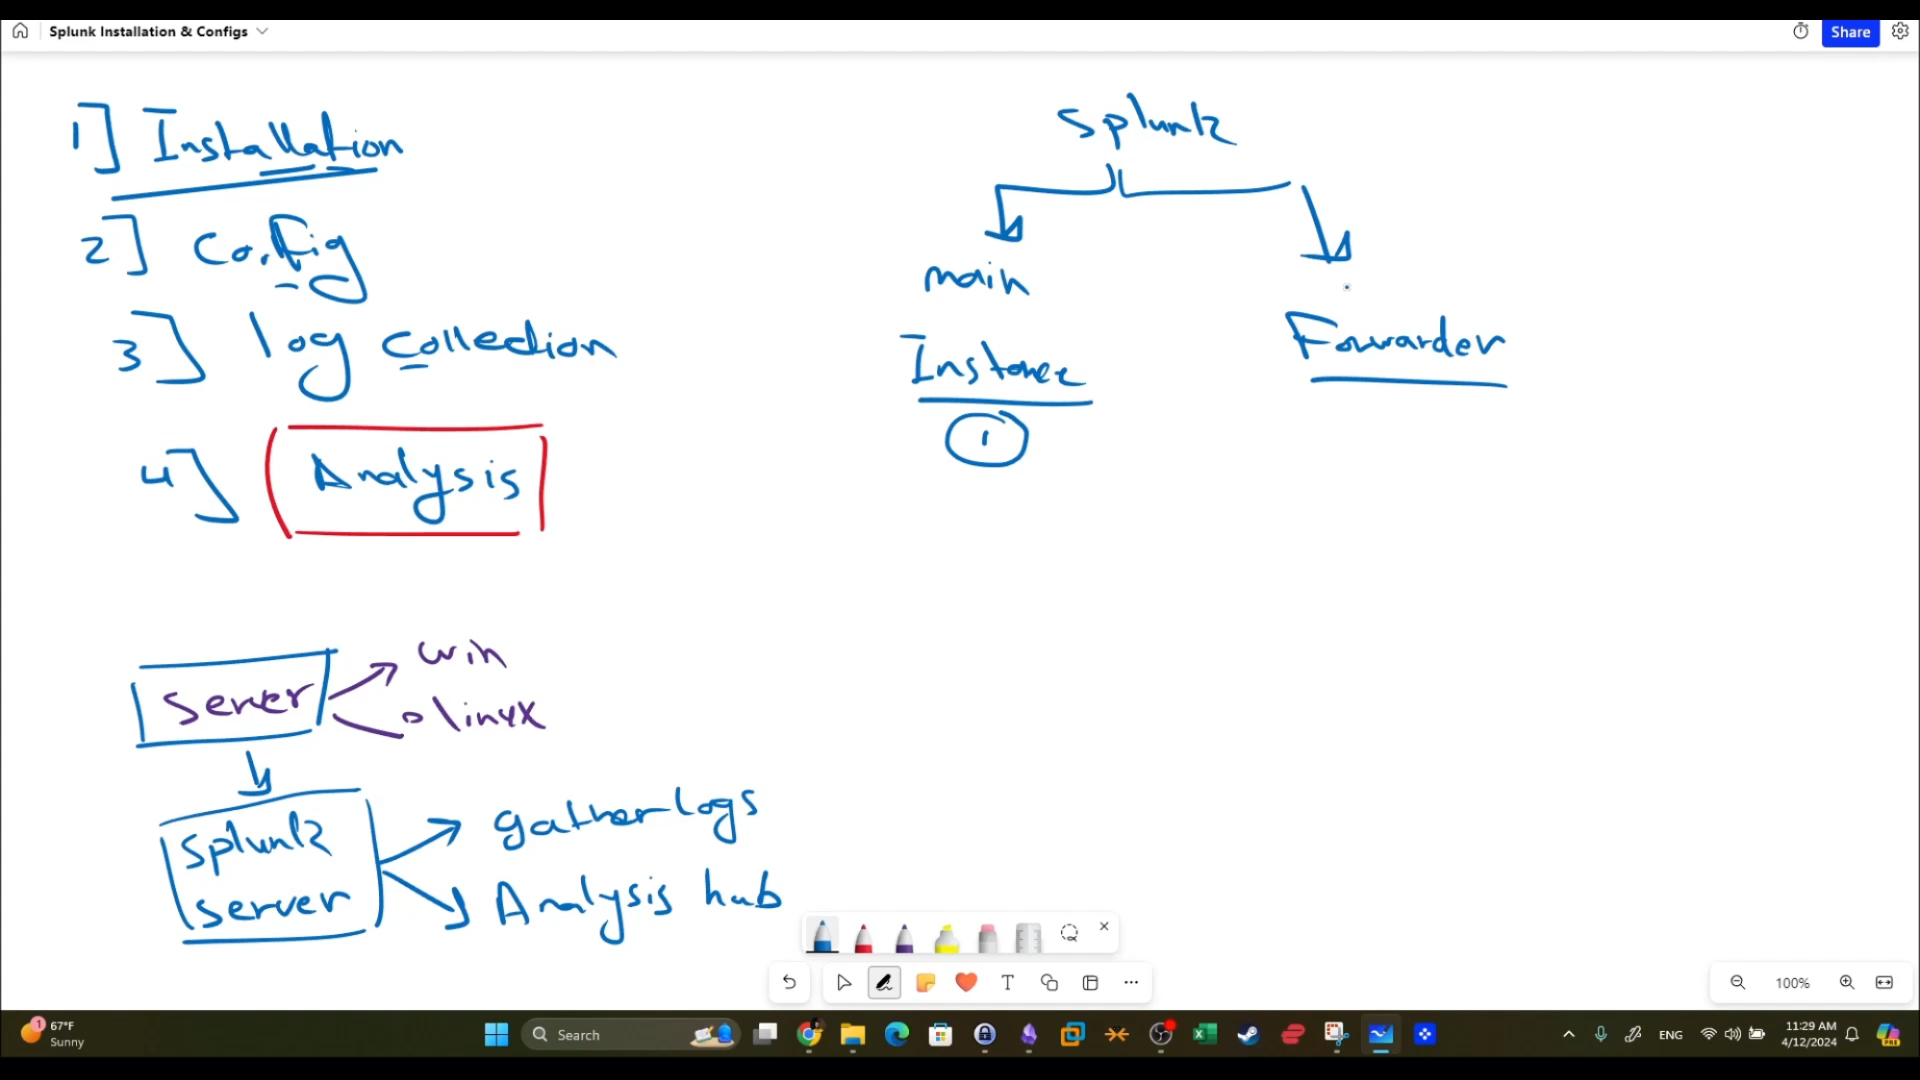 Splunk Installation & Configs
Share
1] Installation
2] Config
3] log collection
4] Analysis
Splunk
main
Instance
1
Forwarder
Server
win
linux
Splunk
server
gather logs
Analysis hub
100%
1
67°F
Sunny
Search
ENG
11:29 AM
4/12/2024
PRE